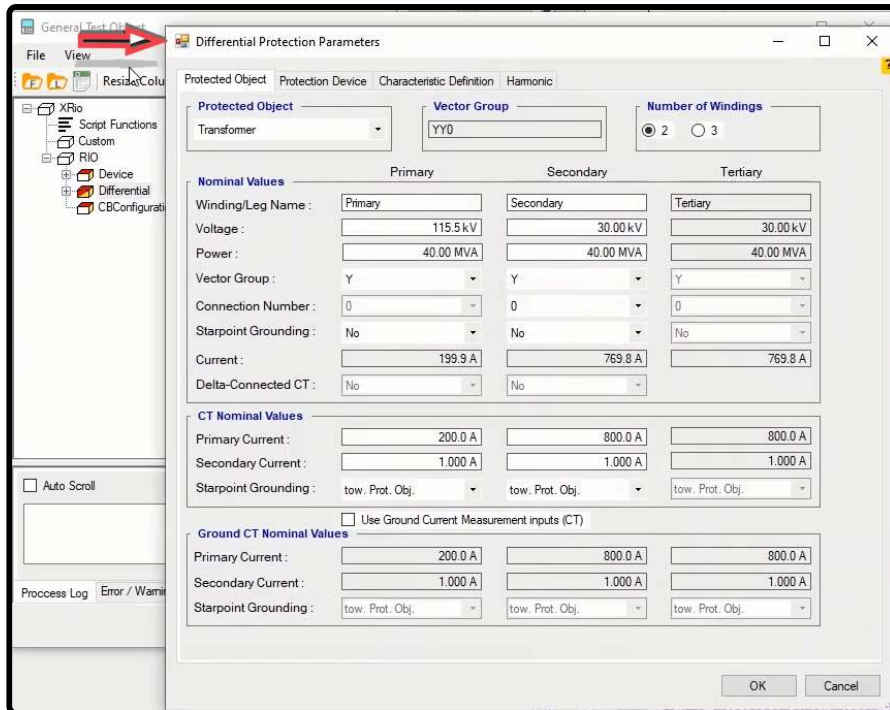 General Test Object
File View
Resize Colu
XRio
Script Functions
Custom
RIO
Device
Differential
CBConfigurati
Auto Scroll
Proccess Log Error / Warni
Differential Protection Parameters
Protected Object Protection Device Characteristic Definition Harmonic
Protected Object Vector Group Number of Windings
Transformer YY0 2 3
Primary Secondary Tertiary
Nominal Values
Winding/Leg Name : Primary Secondary Tertiary
Voltage : 115.5 kV 30.00 kV 30.00 kV
Power : 40.00 MVA 40.00 MVA 40.00 MVA
Vector Group : Y Y Y
Connection Number : 0 0 0
Starpoint Grounding : No No No
Current : 199.9 A 769.8 A 769.8 A
Delta-Connected CT : No No
CT Nominal Values
Primary Current : 200.0 A 800.0 A 800.0 A
Secondary Current : 1.000 A 1.000 A 1.000 A
Starpoint Grounding : tow. Prot. Obj. tow. Prot. Obj. tow. Prot. Obj.
Use Ground Current Measurement inputs (CT)
Ground CT Nominal Values
Primary Current : 200.0 A 800.0 A 800.0 A
Secondary Current : 1.000 A 1.000 A 1.000 A
Starpoint Grounding : tow. Prot. Obj. tow. Prot. Obj. tow. Prot. Obj.
OK Cancel